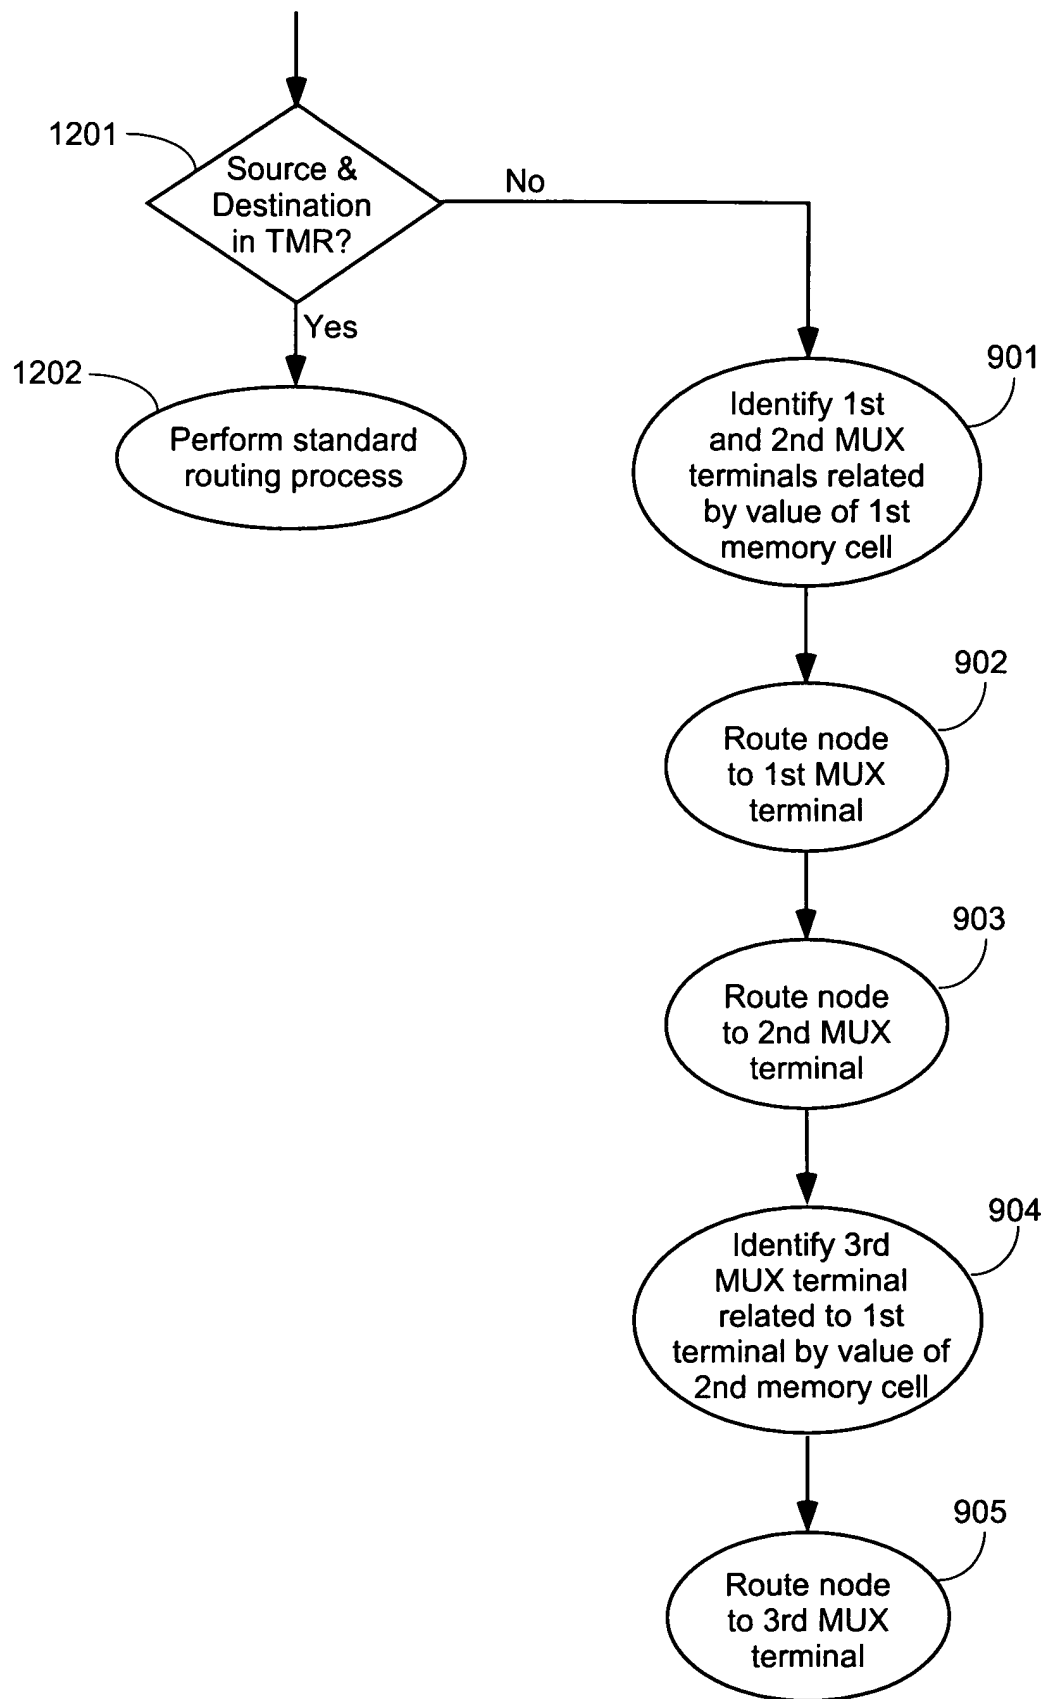 1201
Source &
Destination
in TMR?
No
Yes
1202
Perform standard
routing process
901
Identify 1st
and 2nd MUX
terminals related
by value of 1st
memory cell
902
Route node
to 1st MUX
terminal
903
Route node
to 2nd MUX
terminal
904
Identify 3rd
MUX terminal
related to 1st
terminal by value of
2nd memory cell
905
Route node
to 3rd MUX
terminal